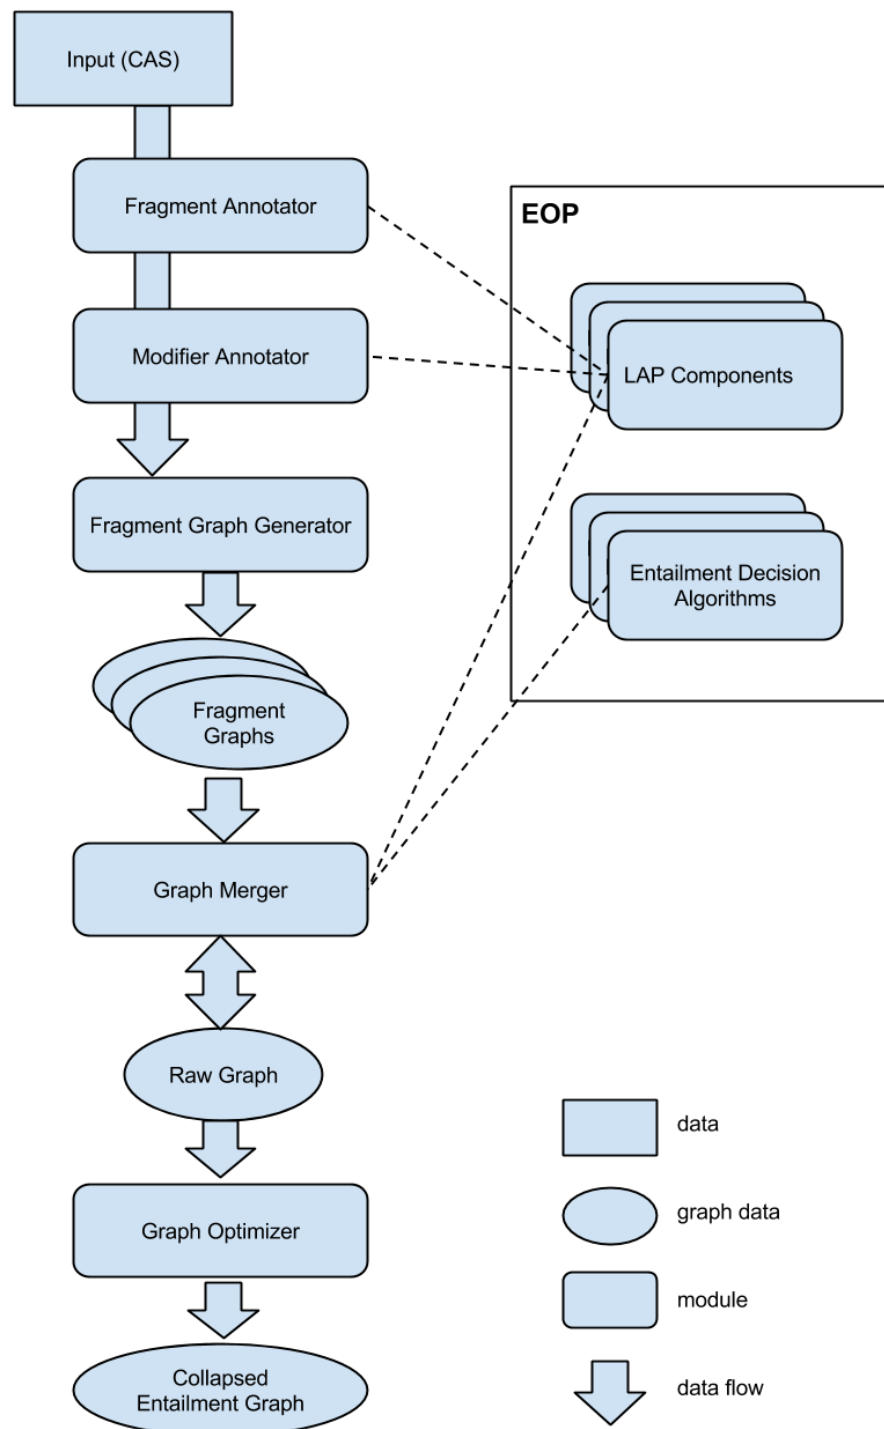 Input (CAS)
Fragment Annotator
EOP
Modifier Annotator
LAP Components
Fragment Graph Generator
Entailment Decision
Algorithms
Fragment
Graphs
Graph Merger
Raw Graph
data
graph data
Graph Optimizer
module
Collapsed
Entailment Graph
data flow